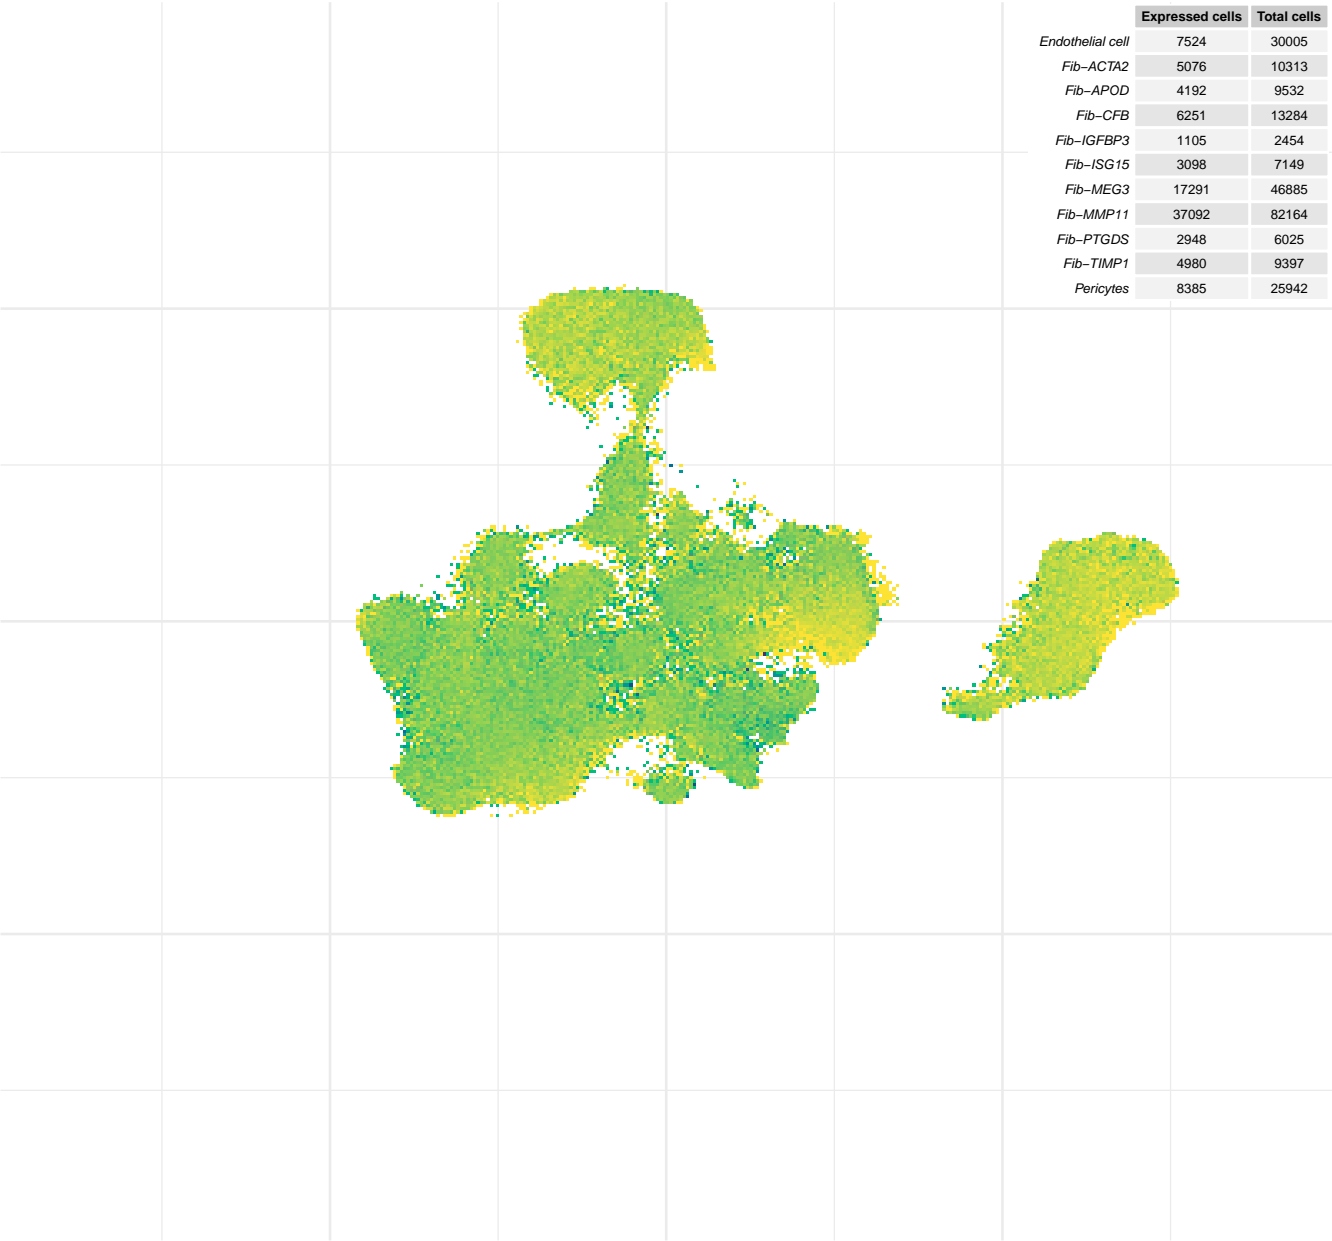 Expressed cells Total cells
Endothelial cell 7524 30005
Fib−ACTA2 5076 10313
Fib−APOD 4192 9532
Fib−CFB 6251 13284
Fib−IGFBP3 1105 2454
Fib−ISG15 3098 7149
Fib−MEG3 17291 46885
Fib−MMP11 37092 82164
Fib−PTGDS 2948 6025
Fib−TIMP1 4980 9397
Pericytes 8385 25942